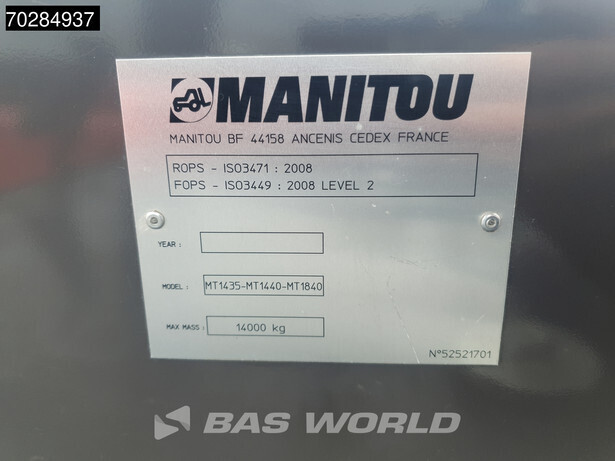 70284937
MANITOU
MANITOU BF 44158 ANCENIS CEDEX FRANCE
ROPS - ISO3471 : 2008
FOPS - ISO3449 : 2008 LEVEL 2
YEAR :
MODEL : MT1435-MT1440-MT1840
MAX MASS : 14000 kg
N°52521701
BAS WORLD